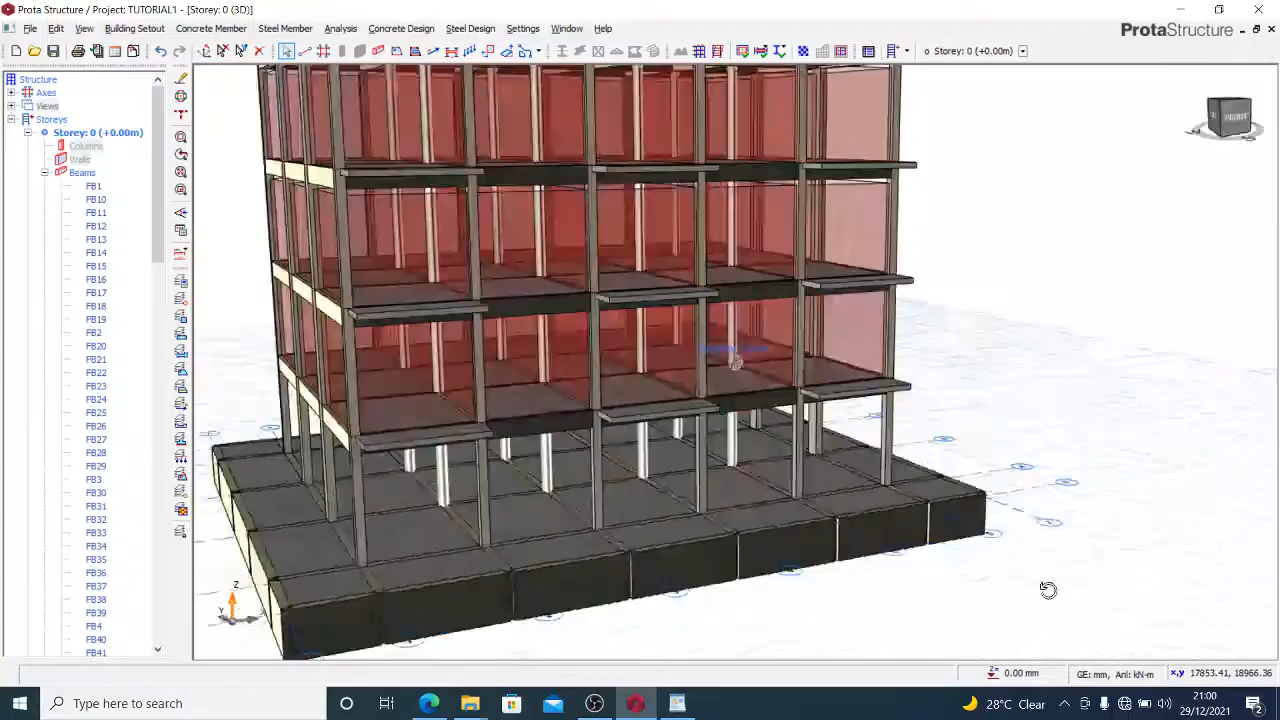 Prota Structure / Project: TUTORIAL1 - [Storey: 0 (3D)]
File Edit View Building Setout Concrete Member Steel Member Concrete Design Steel Design Settings Window Help
ProtaStructure
o Storey: 0 (+0.00m)
Structure
Axes
Views
Storeys
Storey: 0 (+0.00m)
Columns
Walls
Beams
FB1
FB10
FB11
FB12
FB13
FB14
FB15
FB16
FB17
FB18
FB19
FB2
FB20
FB21
FB22
FB23
FB24
FB25
FB26
FB27
FB28
FB29
FB3
FB30
FB31
FB32
FB33
FB34
FB35
FB36
FB37
FB38
FB39
FB4
FB40
FB41
Z
Y
Z= 0.00 mm GE: mm, Anl: kN-m x,y 17853.41, 18966.36
Type here to search
28°C Clear
21:00
29/12/2021